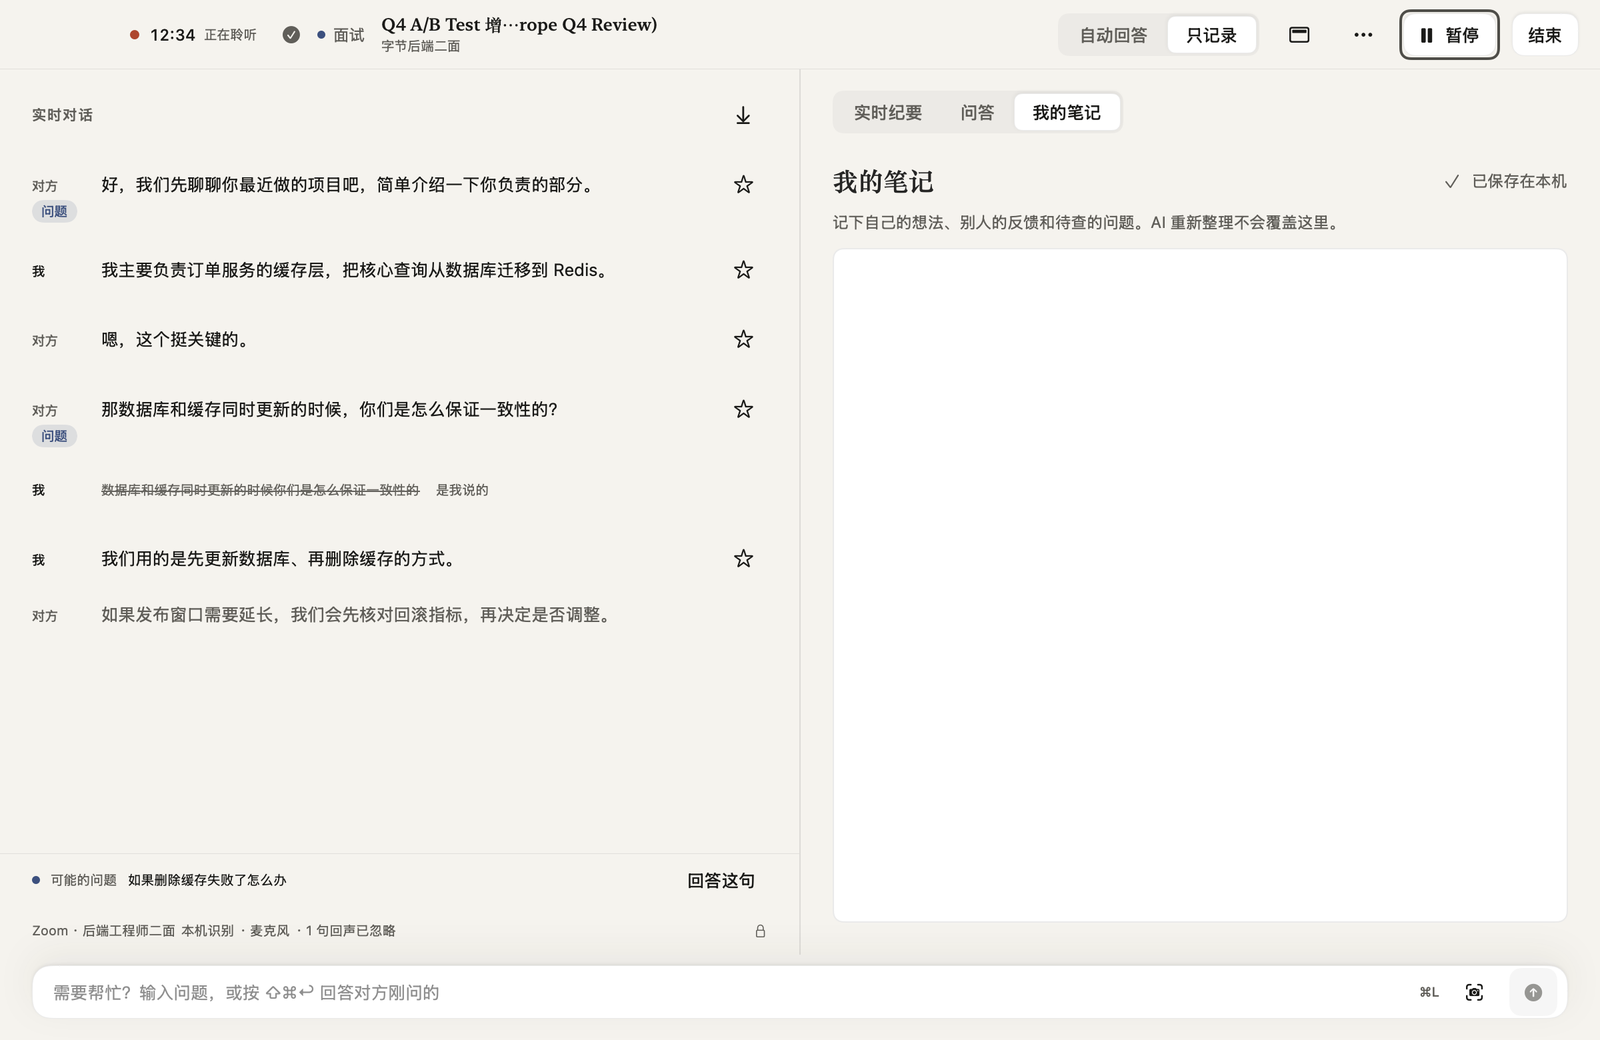 12:34 正在聆听
面试
Q4 A/B Test 增…rope Q4 Review)
字节后端二面
自动回答
只记录
暂停
结束
实时对话
对方
好，我们先聊聊你最近做的项目吧，简单介绍一下你负责的部分。
问题
我
我主要负责订单服务的缓存层，把核心查询从数据库迁移到 Redis。
对方
嗯，这个挺关键的。
对方
那数据库和缓存同时更新的时候，你们是怎么保证一致性的？
问题
我
数据库和缓存同时更新的时候你们是怎么保证一致性的 是我说的
我
我们用的是先更新数据库、再删除缓存的方式。
对方
如果发布窗口需要延长，我们会先核对回滚指标，再决定是否调整。
可能的问题 如果删除缓存失败了怎么办
回答这句
Zoom · 后端工程师二面 本机识别 · 麦克风 · 1 句回声已忽略
实时纪要
问答
我的笔记
我的笔记
已保存在本机
记下自己的想法、别人的反馈和待查的问题。AI 重新整理不会覆盖这里。
需要帮忙？输入问题，或按 ⇧⌘↩ 回答对方刚问的
⌘L